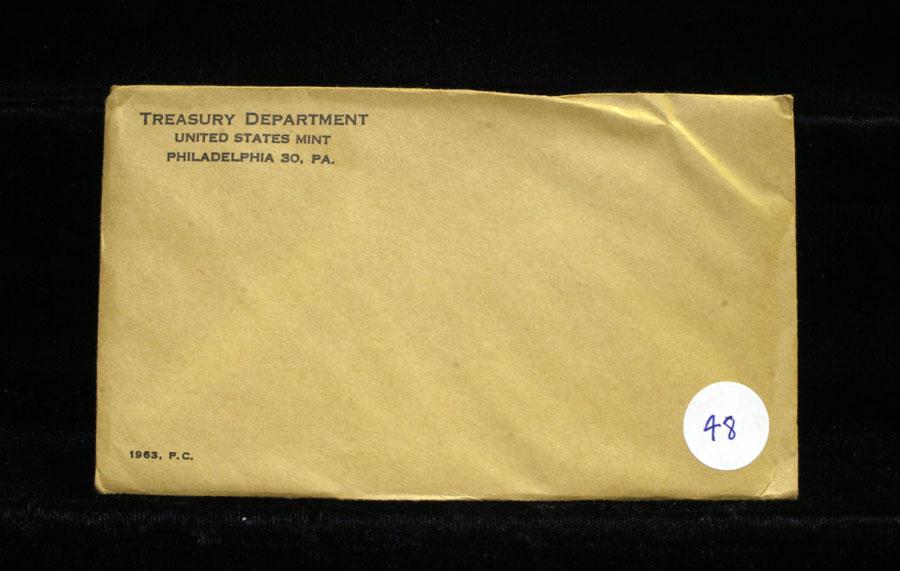 TREASURY DEPARTMENT
UNITED STATES MINT
PHILADELPHIA 30, PA.
1963, P.C.
48